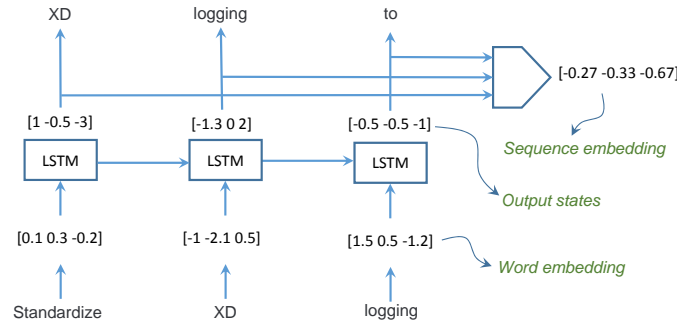 XD
logging
to
[-0.27 -0.33 -0.67]
[1 -0.5 -3]
[-1.3 0 2]
[-0.5 -0.5 -1]
Sequence embedding
LSTM
LSTM
LSTM
Output states
[0.1 0.3 -0.2]
[-1 -2.1 0.5]
[1.5 0.5 -1.2]
Word embedding
Standardize
XD
logging